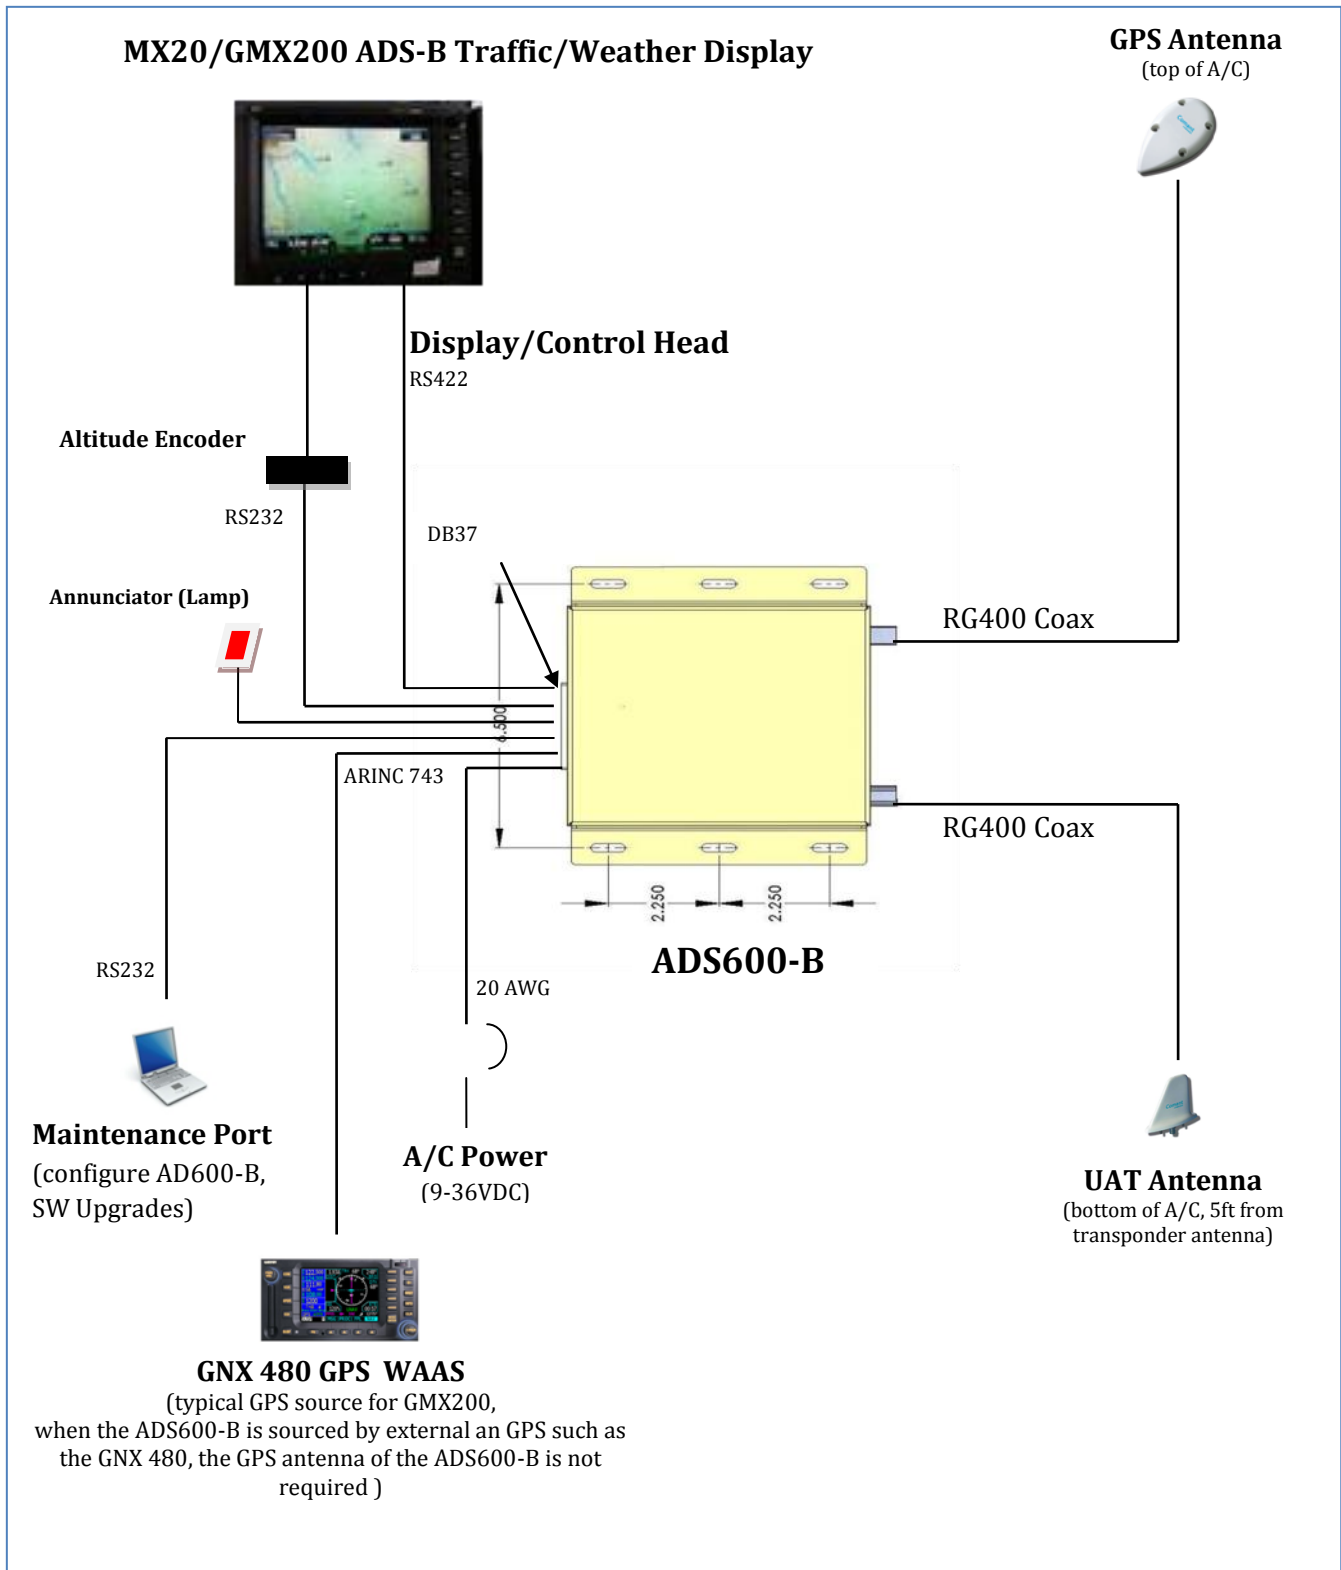 MX20/GMX200 ADS-B Traffic/Weather Display
GPS Antenna
(top of A/C)
Display/Control Head
RS422
Altitude Encoder
RS232
DB37
Annunciator (Lamp)
RG400 Coax
6.500
ARINC 743
RG400 Coax
2.250
2.250
ADS600-B
RS232
20 AWG
Maintenance Port
(configure AD600-B,
SW Upgrades)
A/C Power
(9-36VDC)
UAT Antenna
(bottom of A/C, 5ft from
transponder antenna)
GNX 480 GPS WAAS
(typical GPS source for GMX200,
when the ADS600-B is sourced by external an GPS such as
the GNX 480, the GPS antenna of the ADS600-B is not
required )